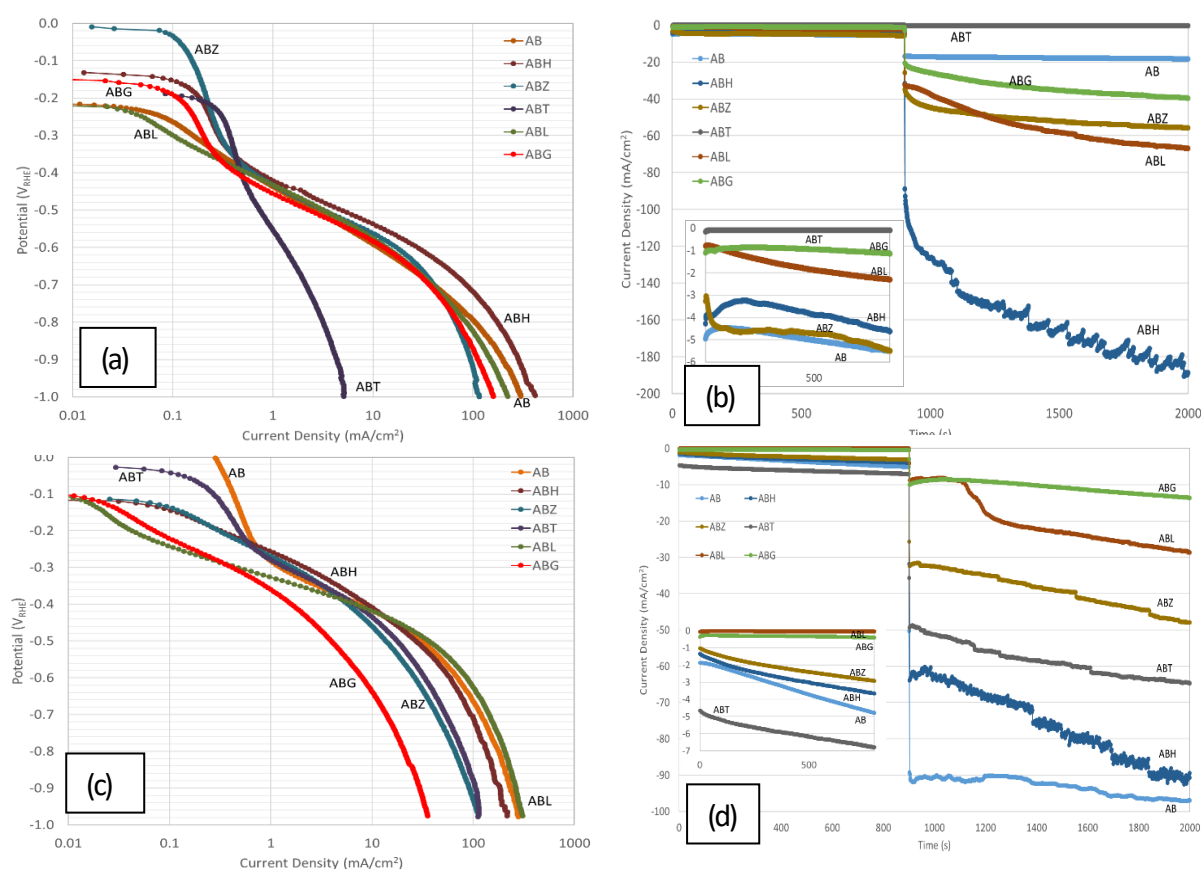 0.0
-0.1
-0.2
-0.3
-0.4
-0.5
-0.6
-0.7
-0.8
-0.9
-1.0
Potential (V_RHE)
0.01
0.1
1
10
100
1000
Current Density (mA/cm²)
ABZ
ABG
ABH
ABT
AB
ABL
AB
ABH
ABZ
ABT
ABL
ABG
(a)
0
-20
-40
-60
-80
-100
-120
-140
-160
-180
-200
Current Density (mA/cm²)
500
1000
1500
2000
Time (s)
AB
ABH
ABZ
ABT
ABL
ABG
ABT
AB
ABG
ABZ
ABL
ABH
0
-1
-2
-3
-4
-5
-6
500
ABT
ABG
ABL
ABH
ABZ
AB
(b)
0.0
-0.1
-0.2
-0.3
-0.4
-0.5
-0.6
-0.7
-0.8
-0.9
-1.0
Potential (V_RHE)
0.01
0.1
1
10
100
1000
Current Density (mA/cm²)
ABT
AB
ABH
ABG
ABZ
ABL
AB
ABH
ABZ
ABT
ABL
ABG
(c)
0
-10
-20
-30
-40
-50
-60
-70
-80
-90
-100
Current Density (mA/cm²)
0
200
400
600
800
1000
1200
1400
1600
1800
2000
Time (s)
AB
ABH
ABZ
ABT
ABL
ABG
ABG
ABL
ABZ
ABT
ABH
AB
0
-1
-2
-3
-4
-5
-6
-7
0
500
ABL
ABG
ABZ
ABH
AB
ABT
(d)